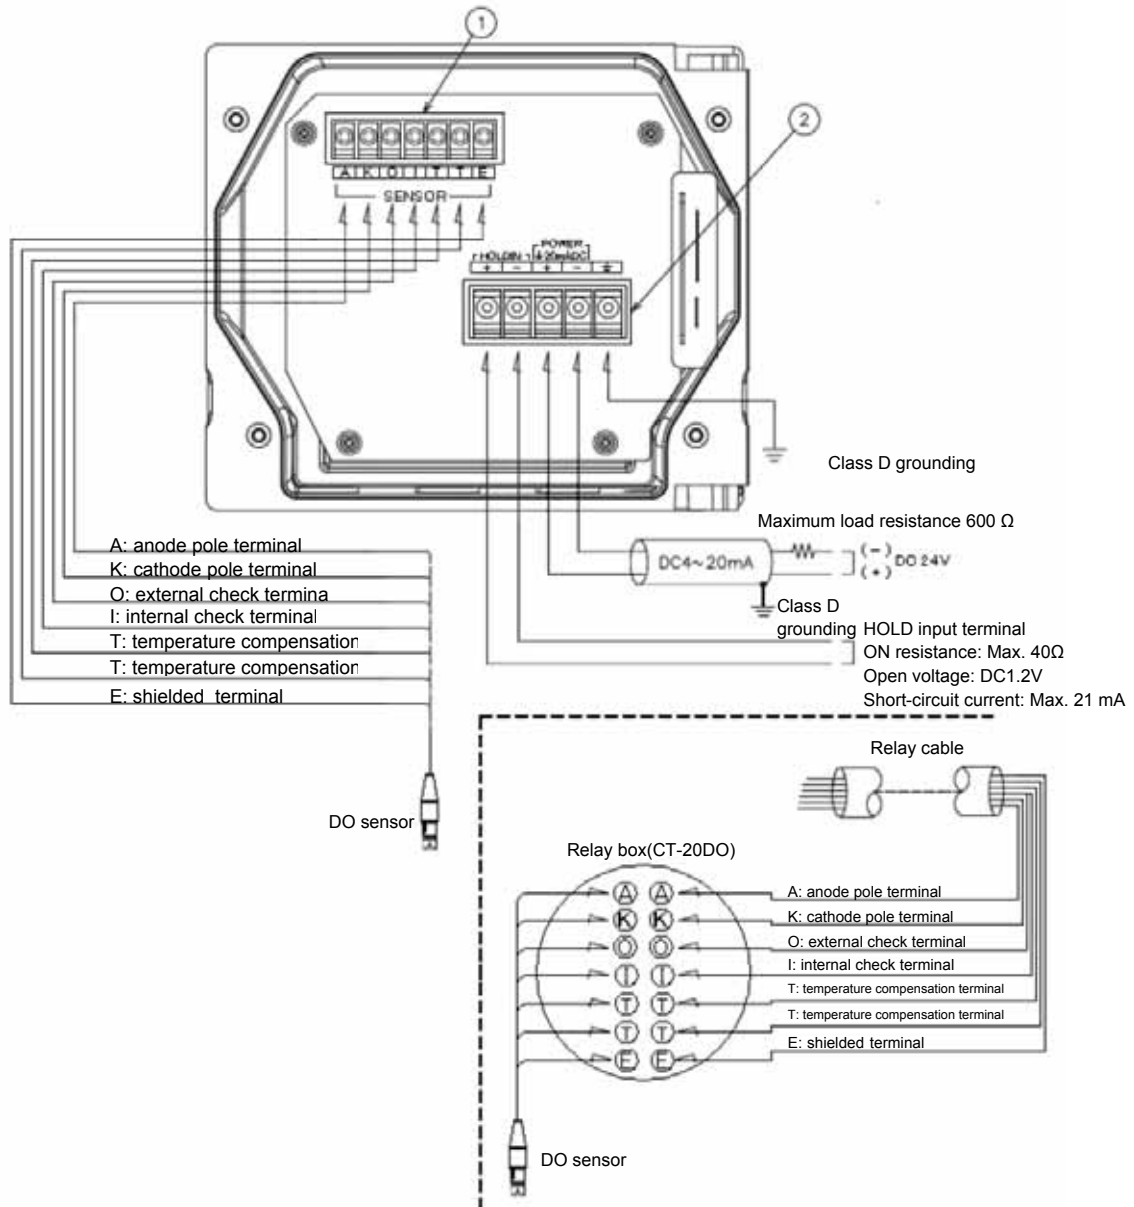 1
2
A K O I T T E
SENSOR
POWER
HOLDIN 4~20mADC
+ − + −
Class D grounding
Maximum load resistance 600 Ω
DC4~20mA
(−)
(+)
DC 24V
Class D
grounding
HOLD input terminal
ON resistance: Max. 40Ω
Open voltage: DC1.2V
Short-circuit current: Max. 21 mA
A: anode pole terminal
K: cathode pole terminal
O: external check termina
I: internal check terminal
T: temperature compensation
T: temperature compensation
E: shielded terminal
DO sensor
Relay cable
Relay box(CT-20DO)
A A
K K
O O
I I
T T
T T
E E
A: anode pole terminal
K: cathode pole terminal
O: external check terminal
I: internal check terminal
T: temperature compensation terminal
T: temperature compensation terminal
E: shielded terminal
DO sensor